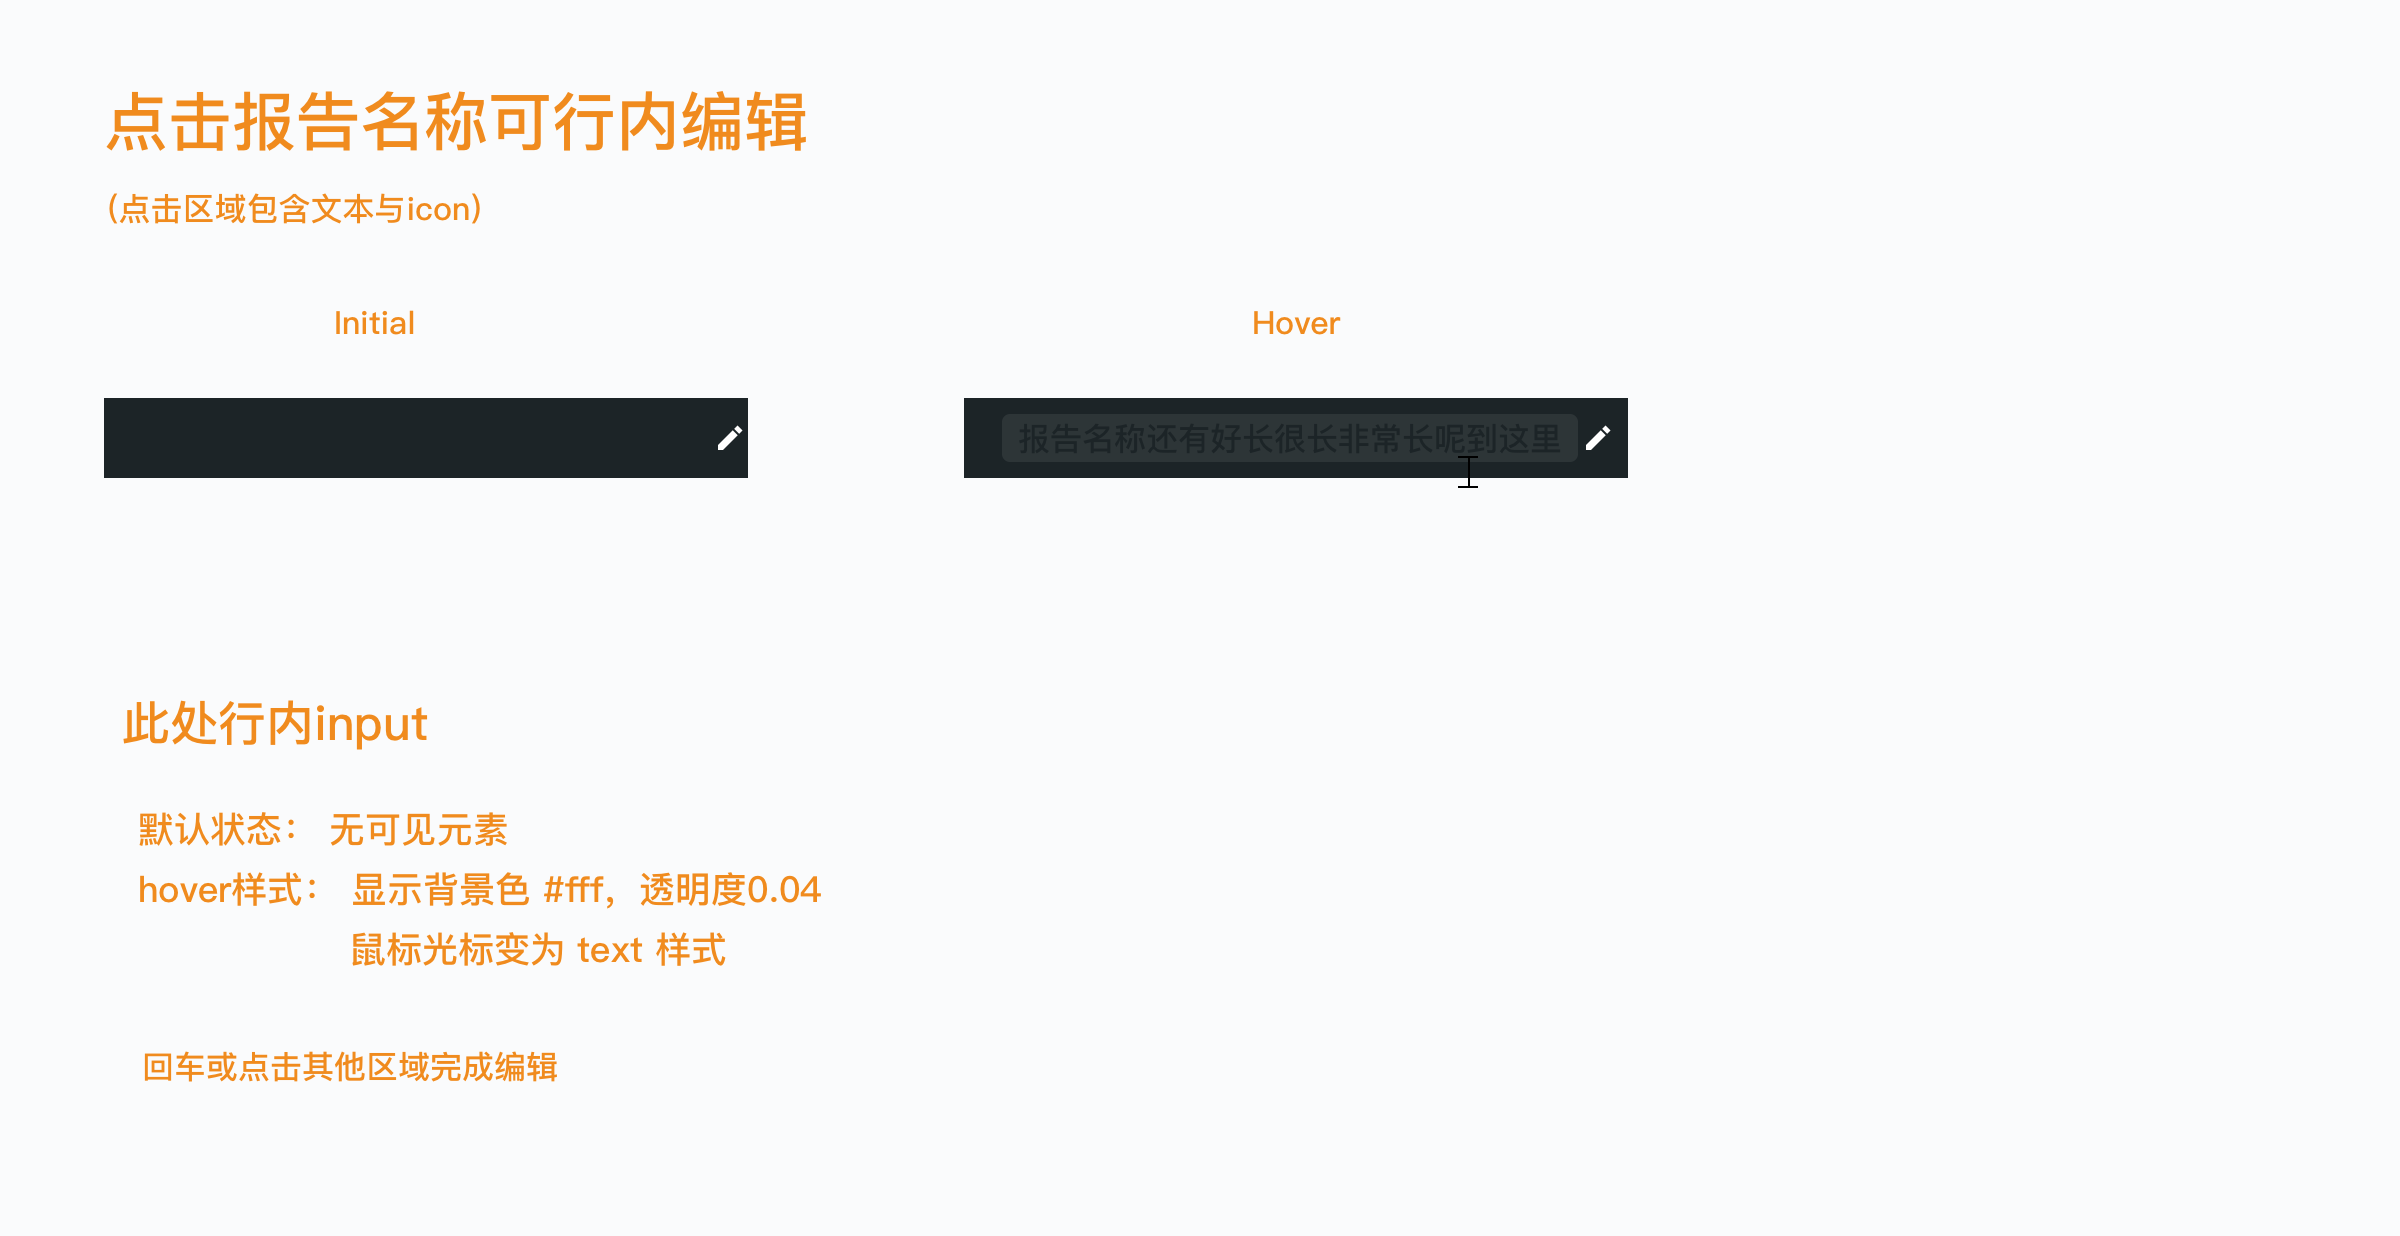 点击报告名称可行内编辑
(点击区域包含文本与icon)
Initial
Hover
报告名称还有好长很长非常长呢到这里
此处行内input
默认状态： 无可见元素
hover样式： 显示背景色 #fff，透明度0.04
鼠标光标变为 text 样式
回车或点击其他区域完成编辑